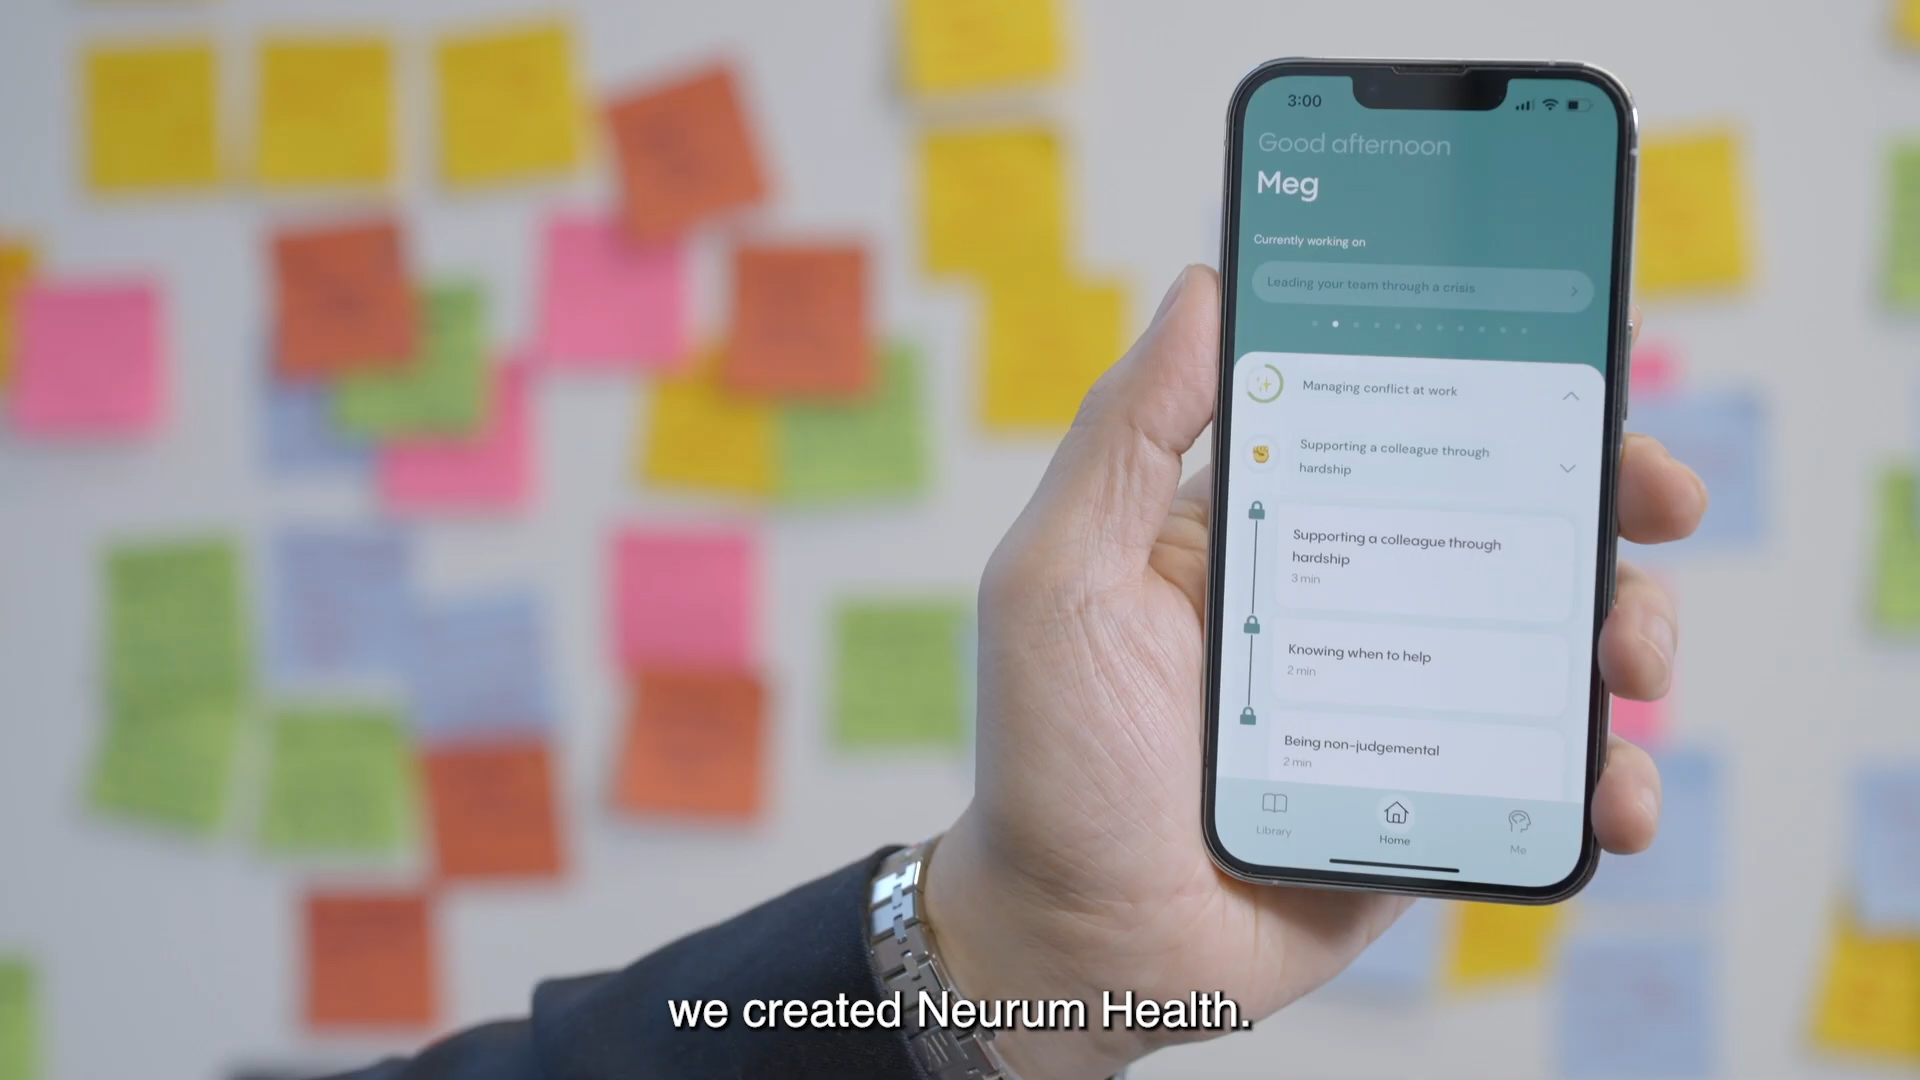 3:00
Good afternoon
Meg
Currently working on
Leading your team through a crisis
Managing conflict at work
Supporting a colleague through
hardship
Supporting a colleague through
hardship
3 min
Knowing when to help
2 min
Being non-judgemental
2 min
Library
Home
Me
we created Neurum Health.